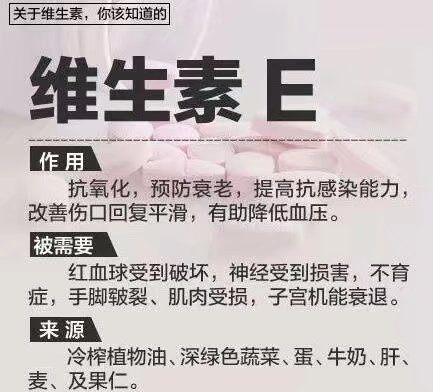 关于维生素，你该知道的
维生素 E
作 用
抗氧化，预防衰老，提高抗感染能力，
改善伤口回复平滑，有助降低血压。
被需要
红血球受到破坏，神经受到损害，不育
症，手脚皲裂、肌肉受损，子宫机能衰退。
来 源
冷榨植物油、深绿色蔬菜、蛋、牛奶、肝、
麦、及果仁。